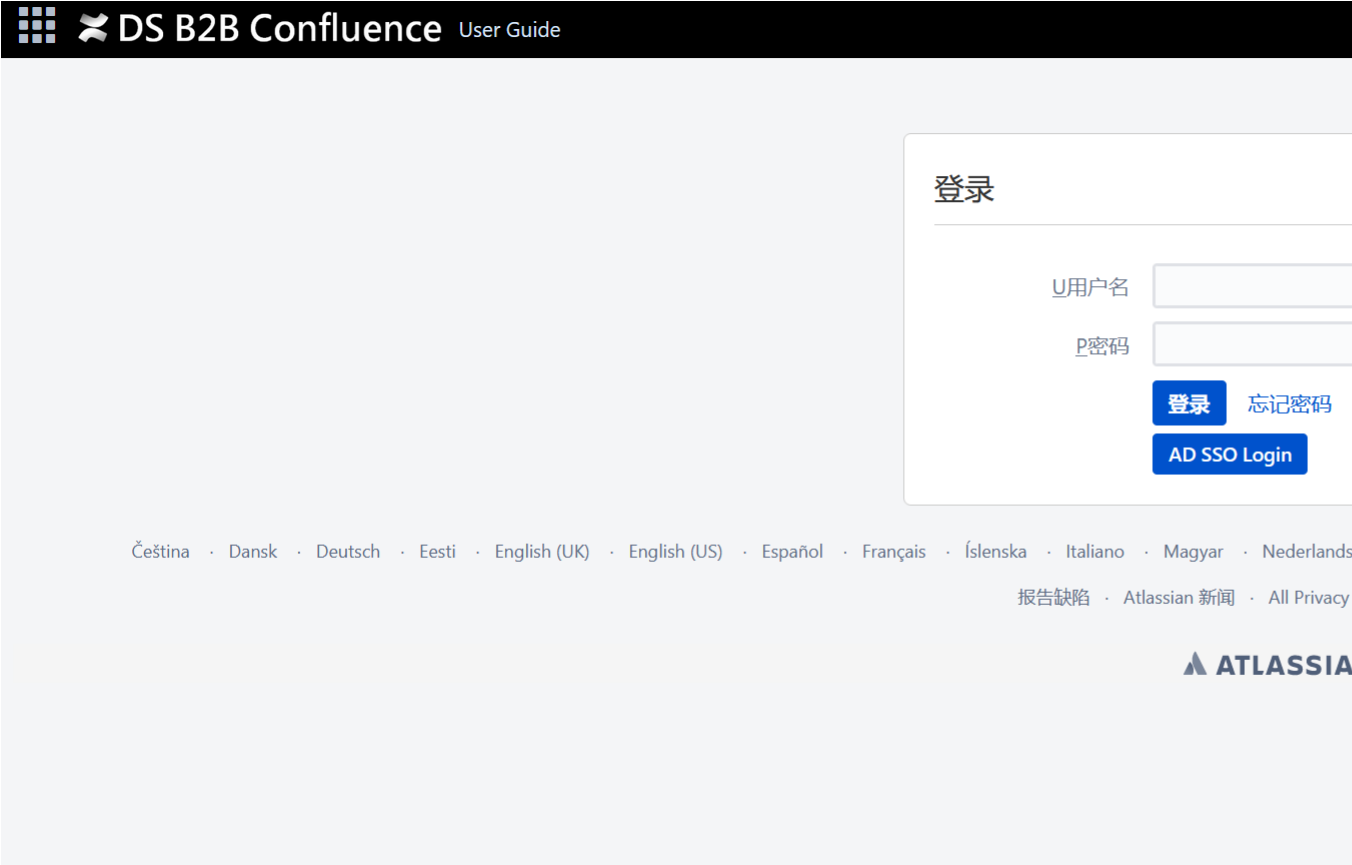 DS B2B Confluence User Guide
登录
U用户名
P密码
登录 忘记密码
AD SSO Login
Čeština · Dansk · Deutsch · Eesti · English (UK) · English (US) · Español · Français · Íslenska · Italiano · Magyar · Nederlands
报告缺陷 · Atlassian 新闻 · All Privacy
ATLASSIA